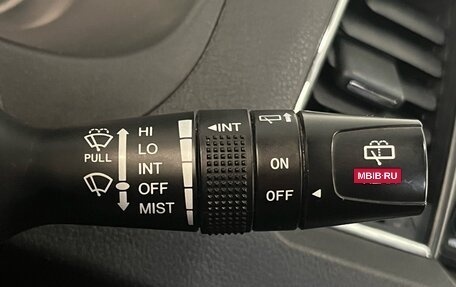 HI
PULL
LO
INT
OFF
MIST
INT
ON
OFF
MBIB·RU